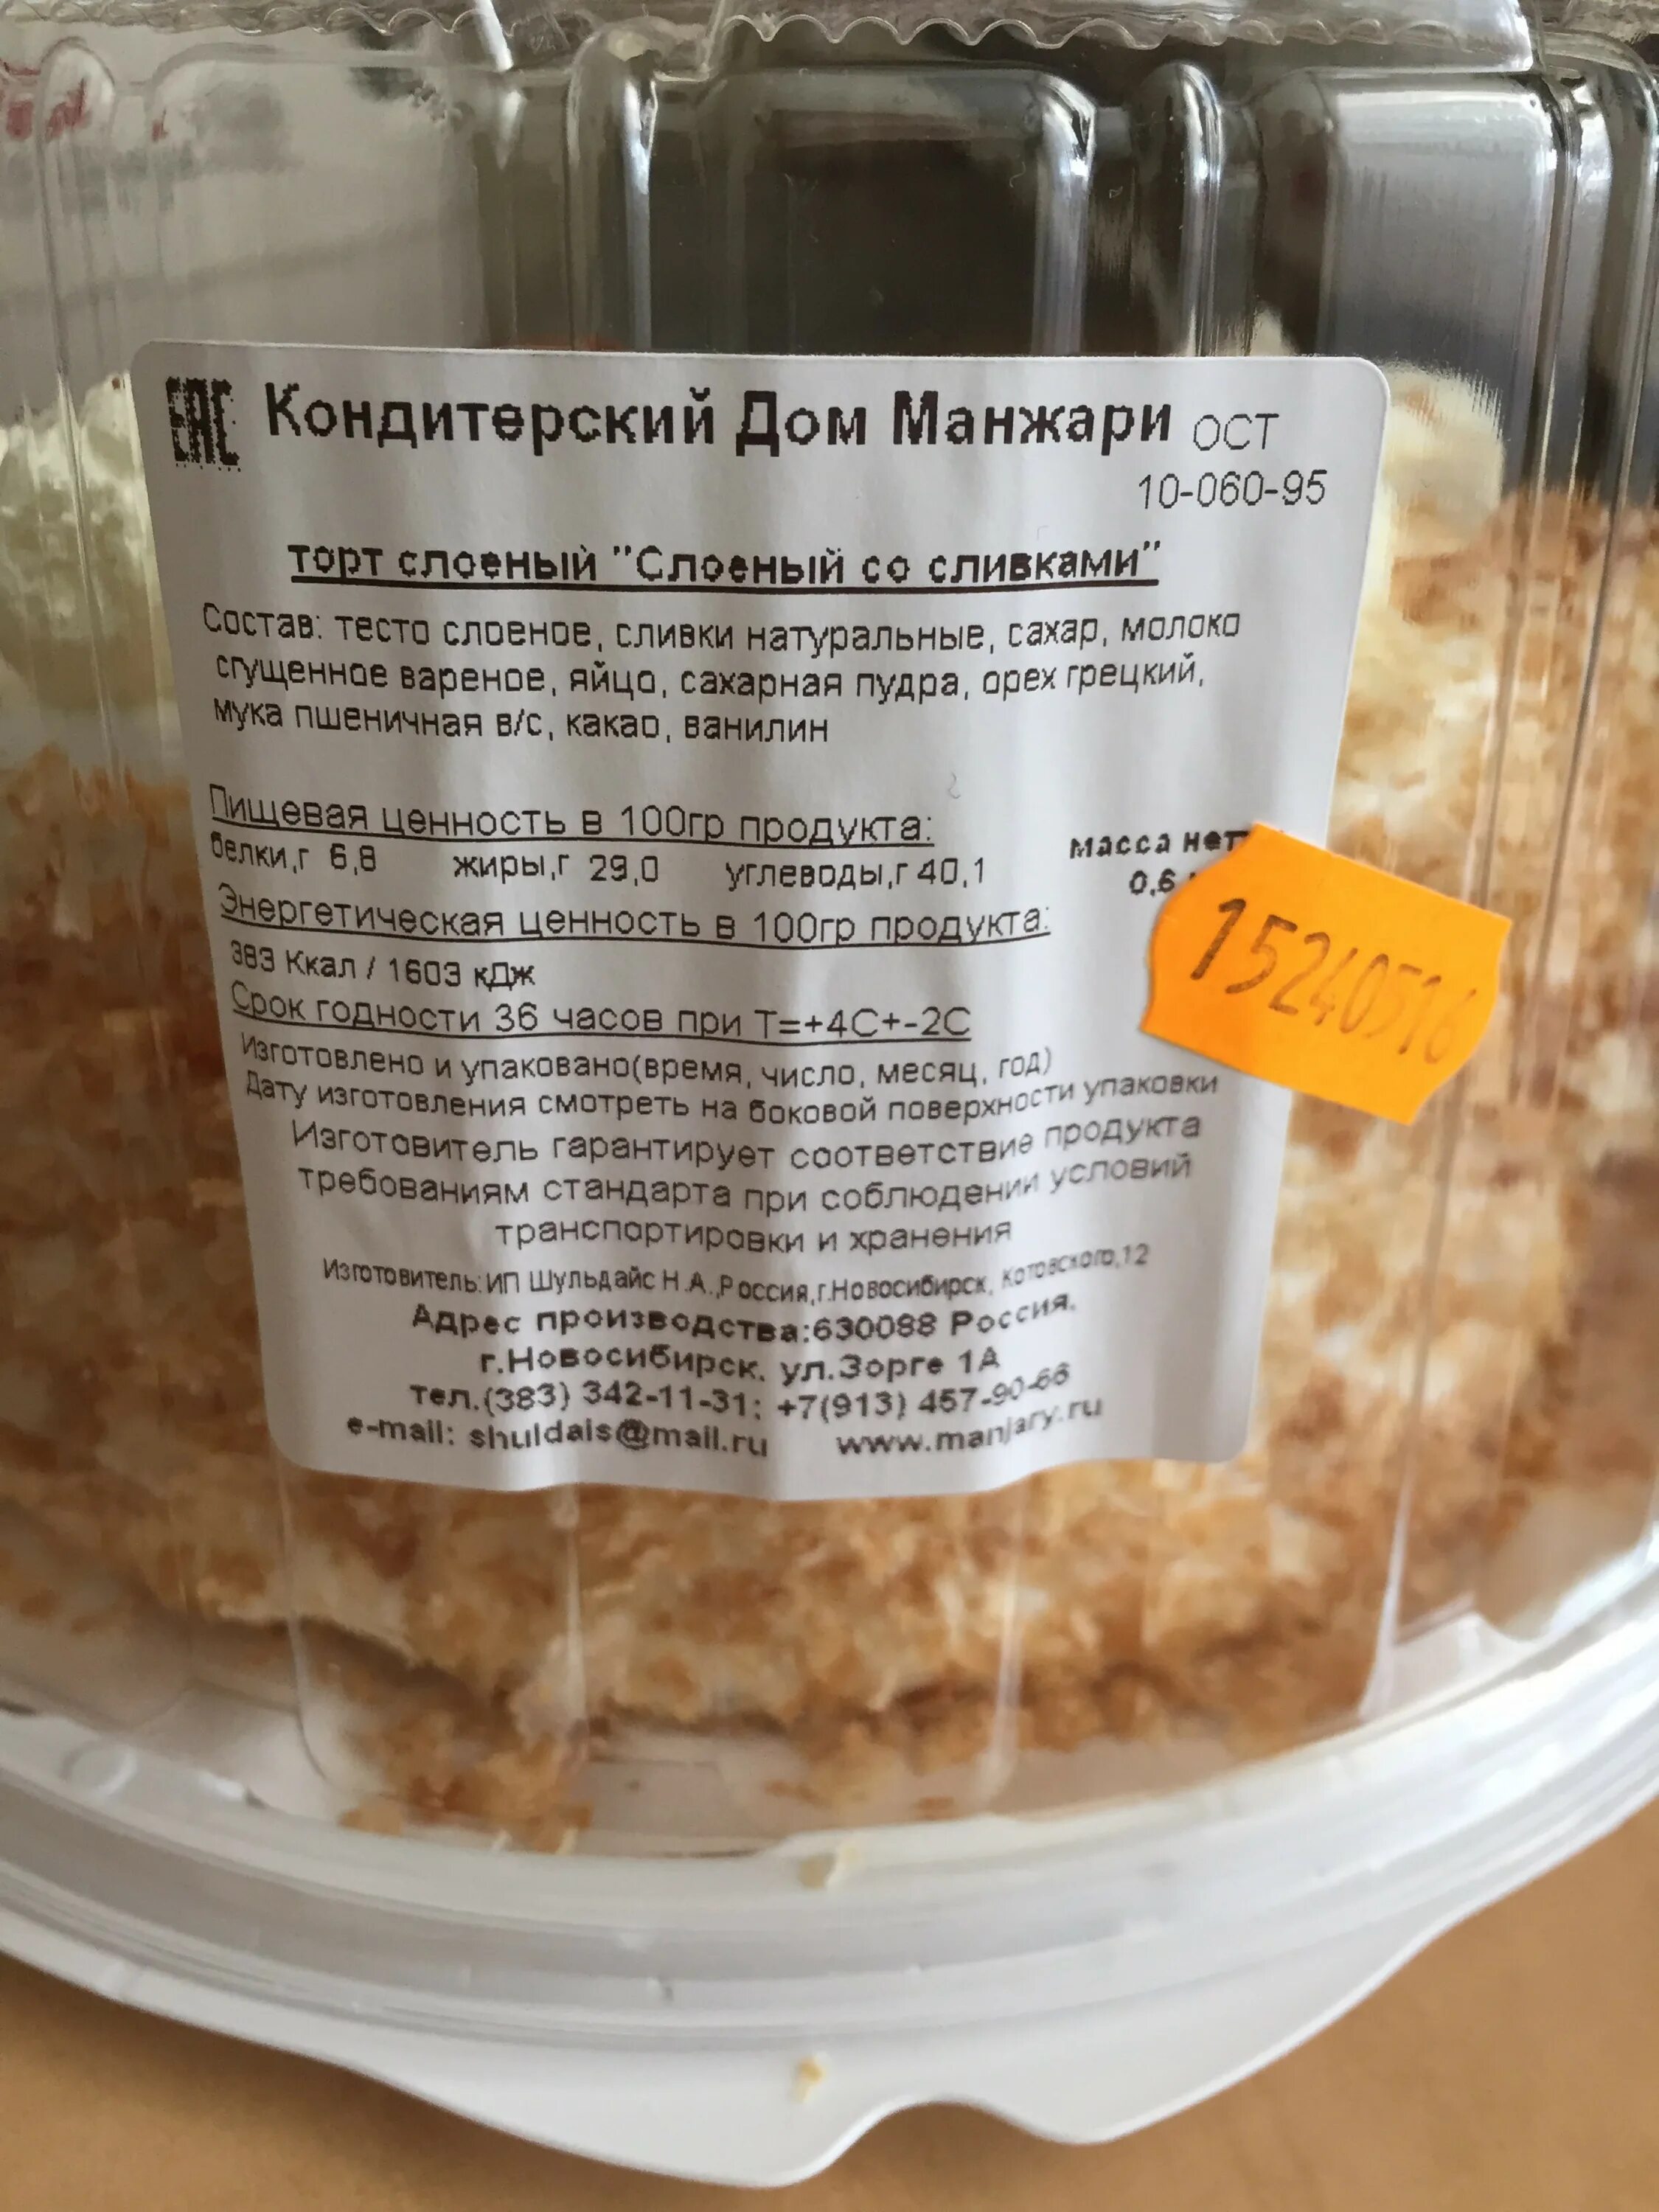 ЕАС Кондитерский Дом Манжари ОСТ
10-060-95
торт слоеный "Слоеный со сливками"
Состав: тесто слоеное, сливки натуральные, сахар, молоко
сгущенное вареное, яйцо, сахарная пудра, орех грецкий,
мука пшеничная в/с, какао, ванилин
Пищевая ценность в 100гр продукта:
белки,г 6,8 жиры,г 29,0 углеводы,г 40,1
масса нет
0,6
Энергетическая ценность в 100гр продукта:
383 Ккал / 1603 кДж
Срок годности 36 часов при Т=+4С+-2С
Изготовлено и упаковано(время, число, месяц, год)
Дату изготовления смотреть на боковой поверхности упаковки
Изготовитель гарантирует соответствие продукта
требованиям стандарта при соблюдении условий
транспортировки и хранения
Изготовитель:ИП Шульдайс Н.А.,Россия,г.Новосибирск, Котовского,12
Адрес производства:630088 Россия,
г.Новосибирск, ул.Зорге 1А
тел.(383) 342-11-31; +7(913) 457-90-66
e-mail: shuldais@mail.ru www.manjary.ru
15240516